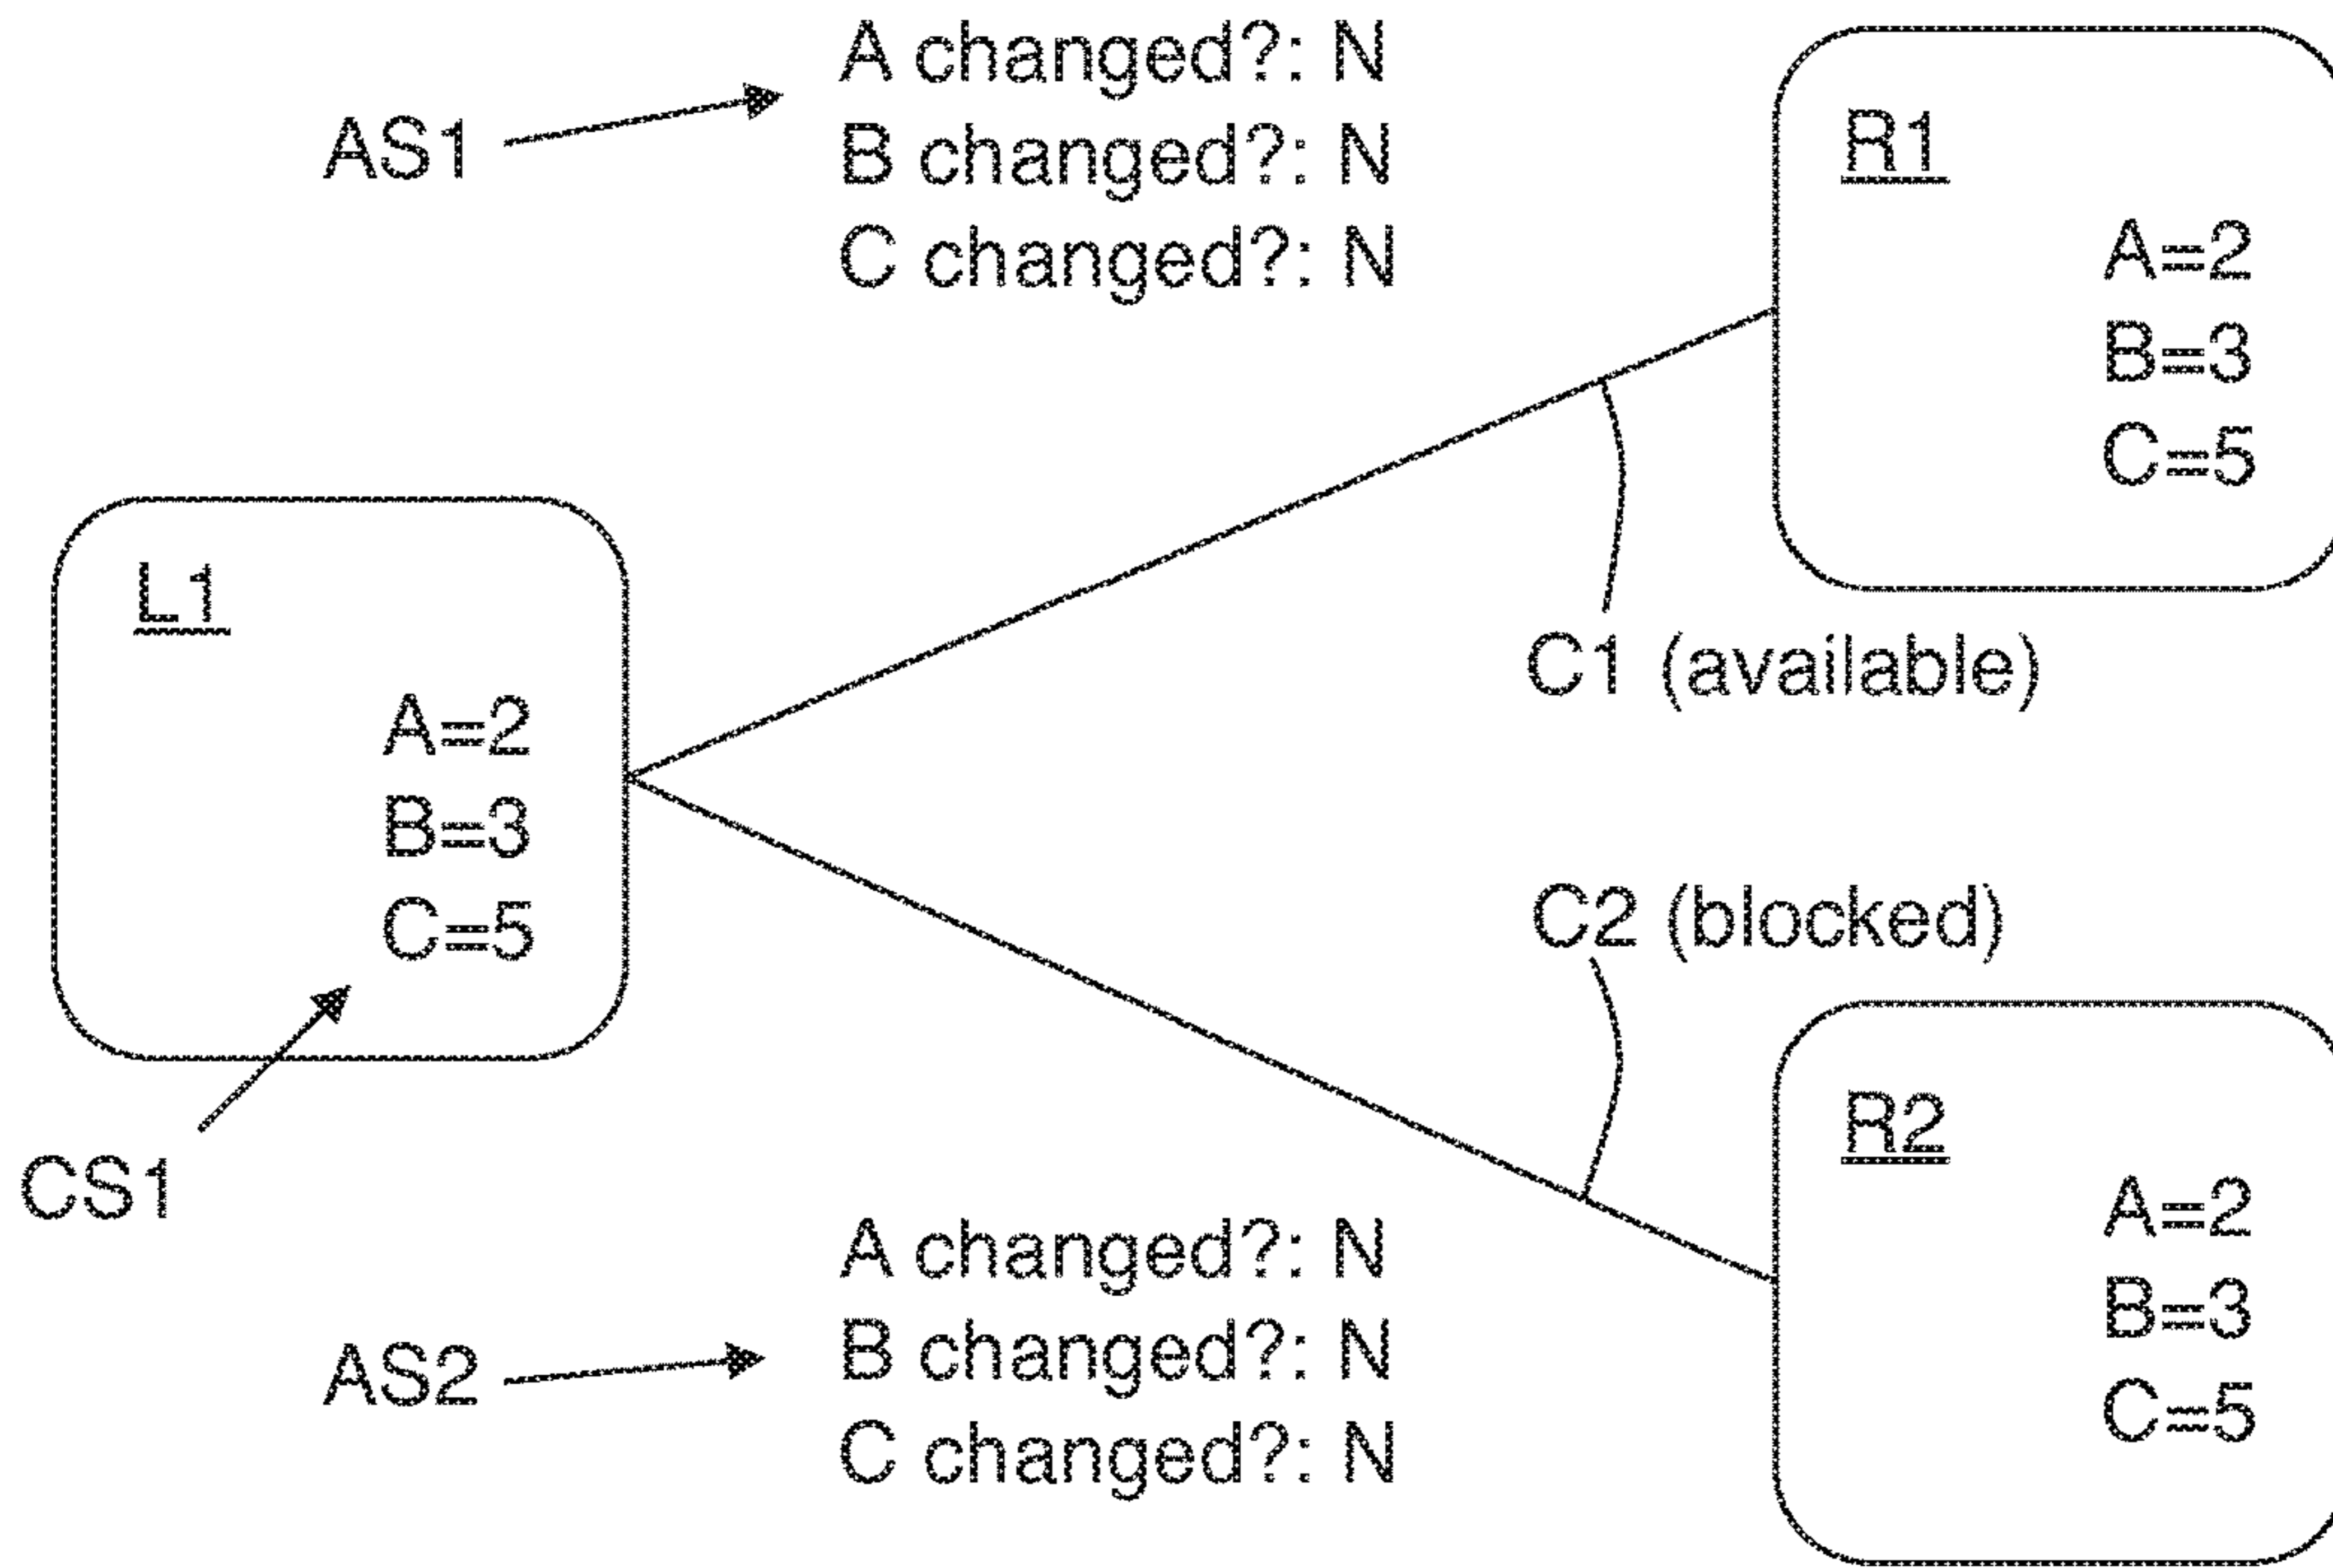 AS1
A changed?: N
B changed?: N
C changed?: N
R1
A=2
B=3
C=5
C1 (available)
L1
A=2
B=3
C=5
CS1
C2 (blocked)
R2
A=2
B=3
C=5
AS2
A changed?: N
B changed?: N
C changed?: N